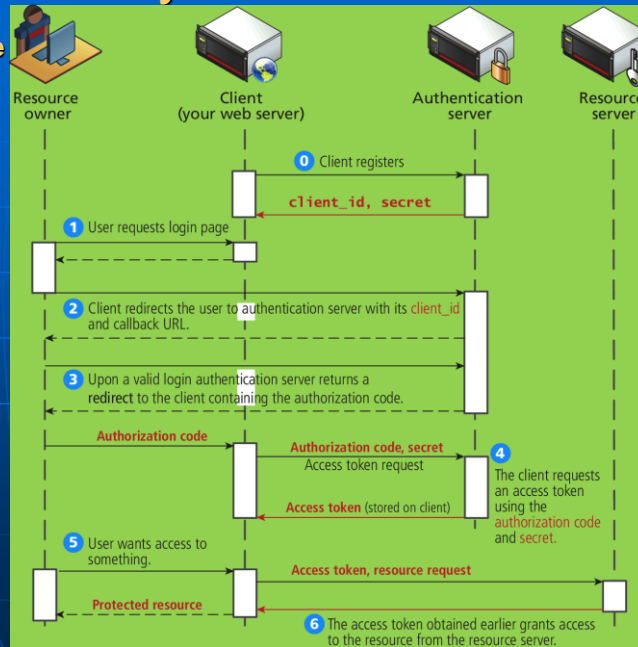 Resource
owner
Client
(your web server)
Authentication
server
Resource
server
0 Client registers
client_id, secret
1 User requests login page
2 Client redirects the user to authentication server with its client_id
and callback URL.
3 Upon a valid login authentication server returns a
redirect to the client containing the authorization code.
Authorization code
Authorization code, secret
Access token request
4
The client requests
an access token
using the
authorization code
and secret.
Access token (stored on client)
5 User wants access to
something.
Access token, resource request
Protected resource
6 The access token obtained earlier grants access
to the resource from the resource server.